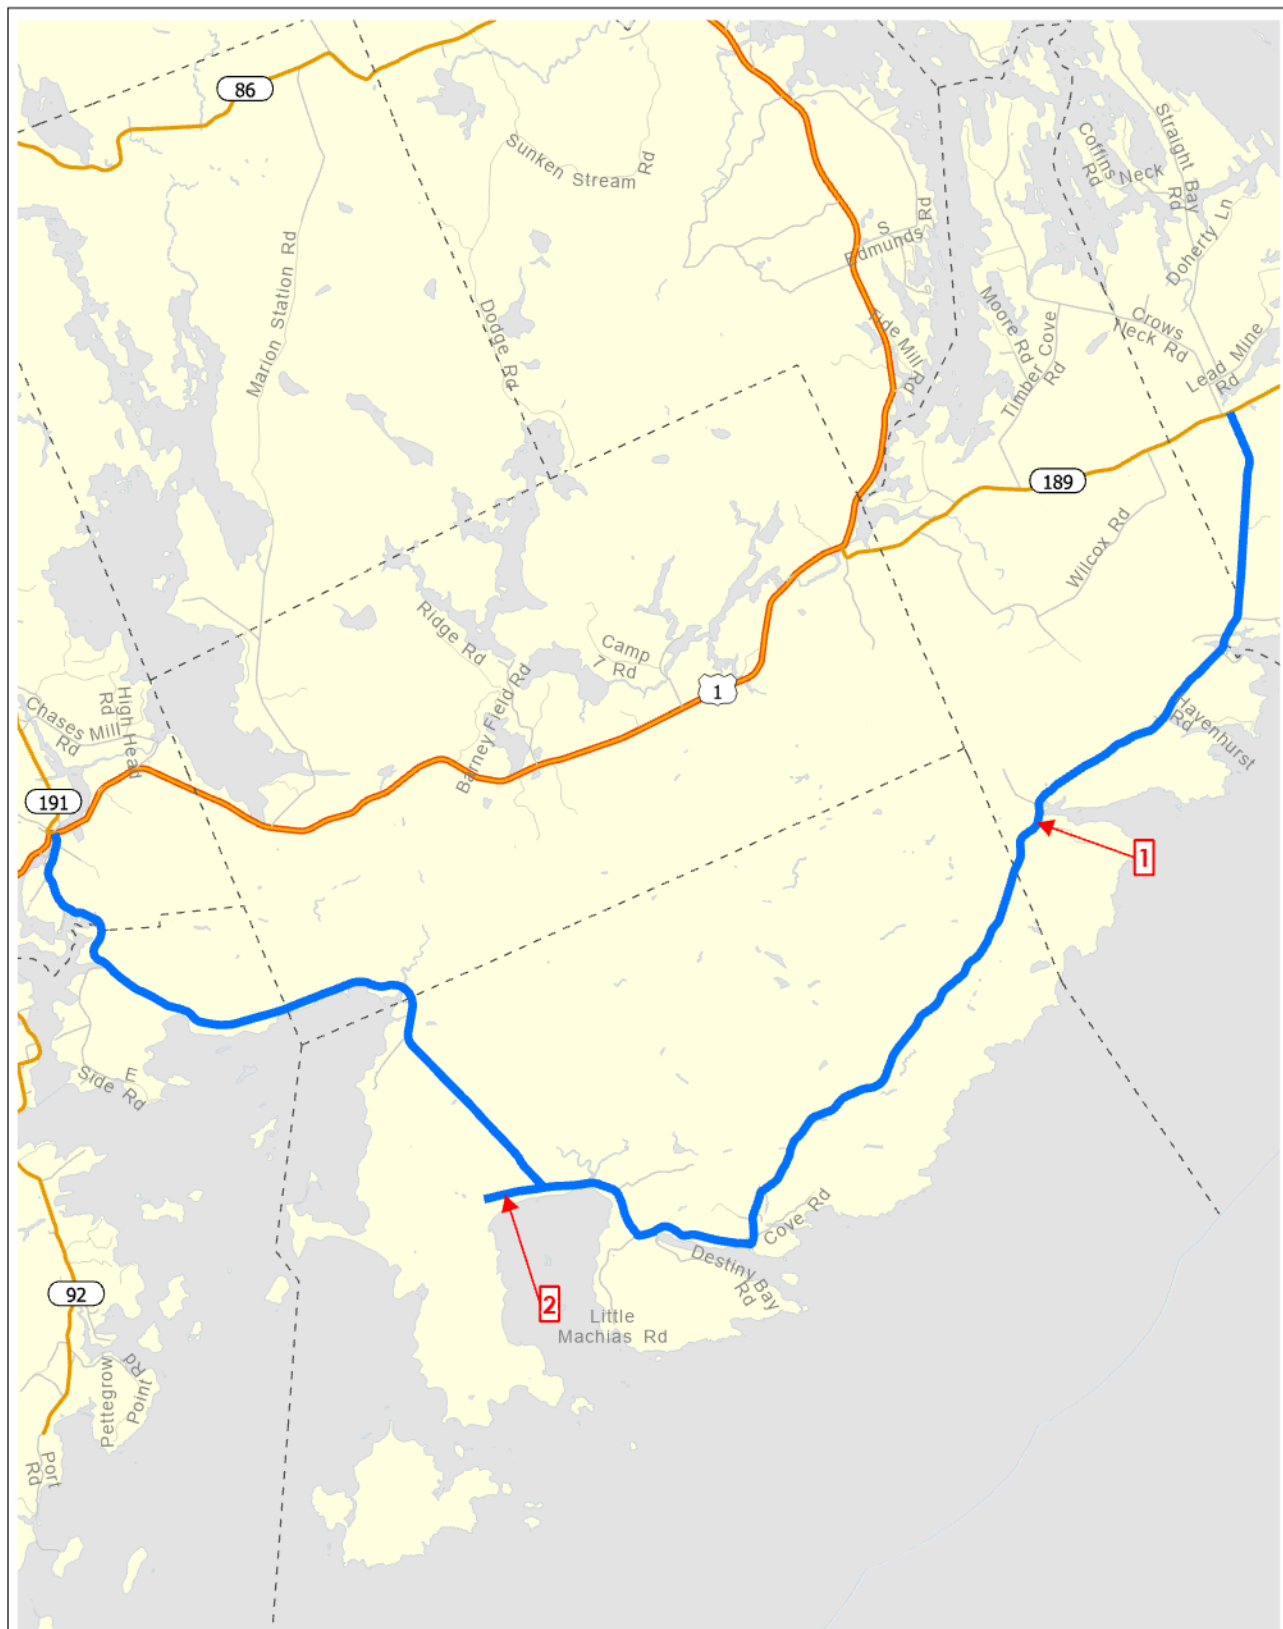 86
Sunken Stream Rd
Straight Bay Rd
Coffins Rd
Neck
Doherty Ln
S Edmunds Rd
Marion Station Rd
Dodge Rd
Tide Mill Rd
Moore Rd
Timber Cove Rd
Crows Neck Rd
Lead Mine Rd
189
Wilcox Rd
Ridge Rd
Camp 7 Rd
1
Barney Field Rd
High Head Rd
Chases Mill Rd
Havenhurst Rd
191
1
E Side Rd
Cove Rd
Destiny Bay Rd
2
Little Machias Rd
92
Pettegrow Point Rd
Port Rd